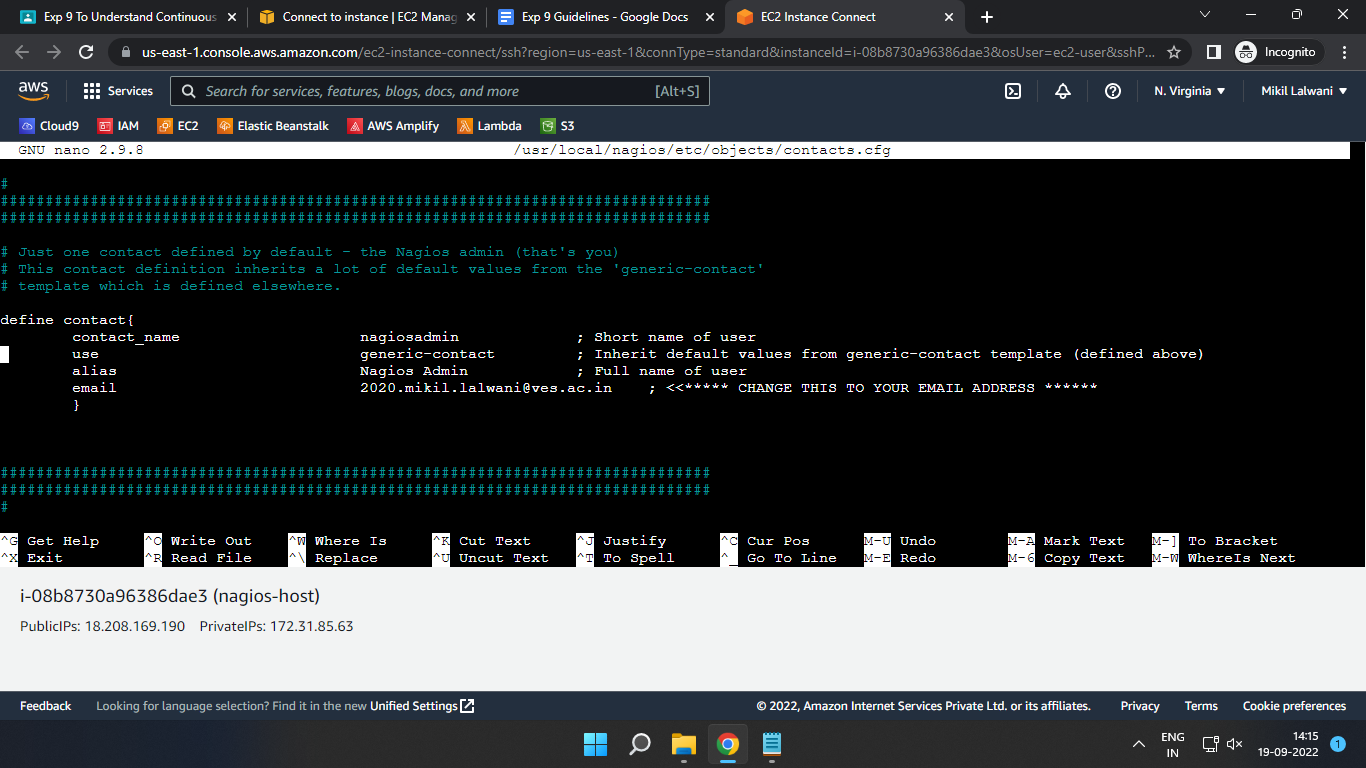 Exp 9 To Understand Continuous
Connect to instance | EC2 Manag
Exp 9 Guidelines - Google Docs
EC2 Instance Connect
us-east-1.console.aws.amazon.com/ec2-instance-connect/ssh?region=us-east-1&connType=standard&instanceId=i-08b8730a96386dae3&osUser=ec2-user&sshP...
Incognito
aws
Services
Search for services, features, blogs, docs, and more
[Alt+S]
N. Virginia
Mikil Lalwani
Cloud9
IAM
EC2
Elastic Beanstalk
AWS Amplify
Lambda
S3
GNU nano 2.9.8 /usr/local/nagios/etc/objects/contacts.cfg
#
###############################################################################
###############################################################################
# Just one contact defined by default - the Nagios admin (that's you)
# This contact definition inherits a lot of default values from the 'generic-contact'
# template which is defined elsewhere.
define contact{
contact_name nagiosadmin ; Short name of user
use generic-contact ; Inherit default values from generic-contact template (defined above)
alias Nagios Admin ; Full name of user
email 2020.mikil.lalwani@ves.ac.in ; <<***** CHANGE THIS TO YOUR EMAIL ADDRESS ******
}
###############################################################################
###############################################################################
#
^G Get Help ^O Write Out ^W Where Is ^K Cut Text ^J Justify ^C Cur Pos M-U Undo M-A Mark Text M-] To Bracket
^X Exit ^R Read File ^\ Replace ^U Uncut Text ^T To Spell ^_ Go To Line M-E Redo M-6 Copy Text M-W WhereIs Next
i-08b8730a96386dae3 (nagios-host)
PublicIPs: 18.208.169.190 PrivateIPs: 172.31.85.63
Feedback
Looking for language selection? Find it in the new Unified Settings
© 2022, Amazon Internet Services Private Ltd. or its affiliates.
Privacy
Terms
Cookie preferences
ENG
IN
14:15
19-09-2022
1